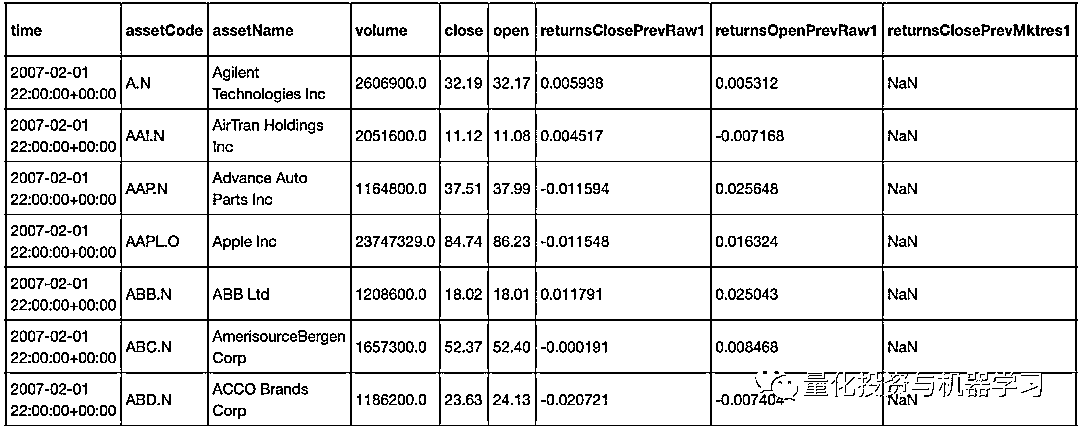 time assetCode assetName volume close open returnsClosePrevRaw1 returnsOpenPrevRaw1 returnsClosePrevMktres1
2007-02-01
22:00:00+00:00 A.N Agilent
Technologies Inc 2606900.0 32.19 32.17 0.005938 0.005312 NaN
2007-02-01
22:00:00+00:00 AAI.N AirTran Holdings
Inc 2051600.0 11.12 11.08 0.004517 -0.007168 NaN
2007-02-01
22:00:00+00:00 AAP.N Advance Auto
Parts Inc 1164800.0 37.51 37.99 -0.011594 0.025648 NaN
2007-02-01
22:00:00+00:00 AAPL.O Apple Inc 23747329.0 84.74 86.23 -0.011548 0.016324 NaN
2007-02-01
22:00:00+00:00 ABB.N ABB Ltd 1208600.0 18.02 18.01 0.011791 0.025043 NaN
2007-02-01
22:00:00+00:00 ABC.N AmerisourceBergen
Corp 1657300.0 52.37 52.40 -0.000191 0.008468 NaN
2007-02-01
22:00:00+00:00 ABD.N ACCO Brands
Corp 1186200.0 23.63 24.13 -0.020721 -0.007404 NaN
量化投资与机器学习